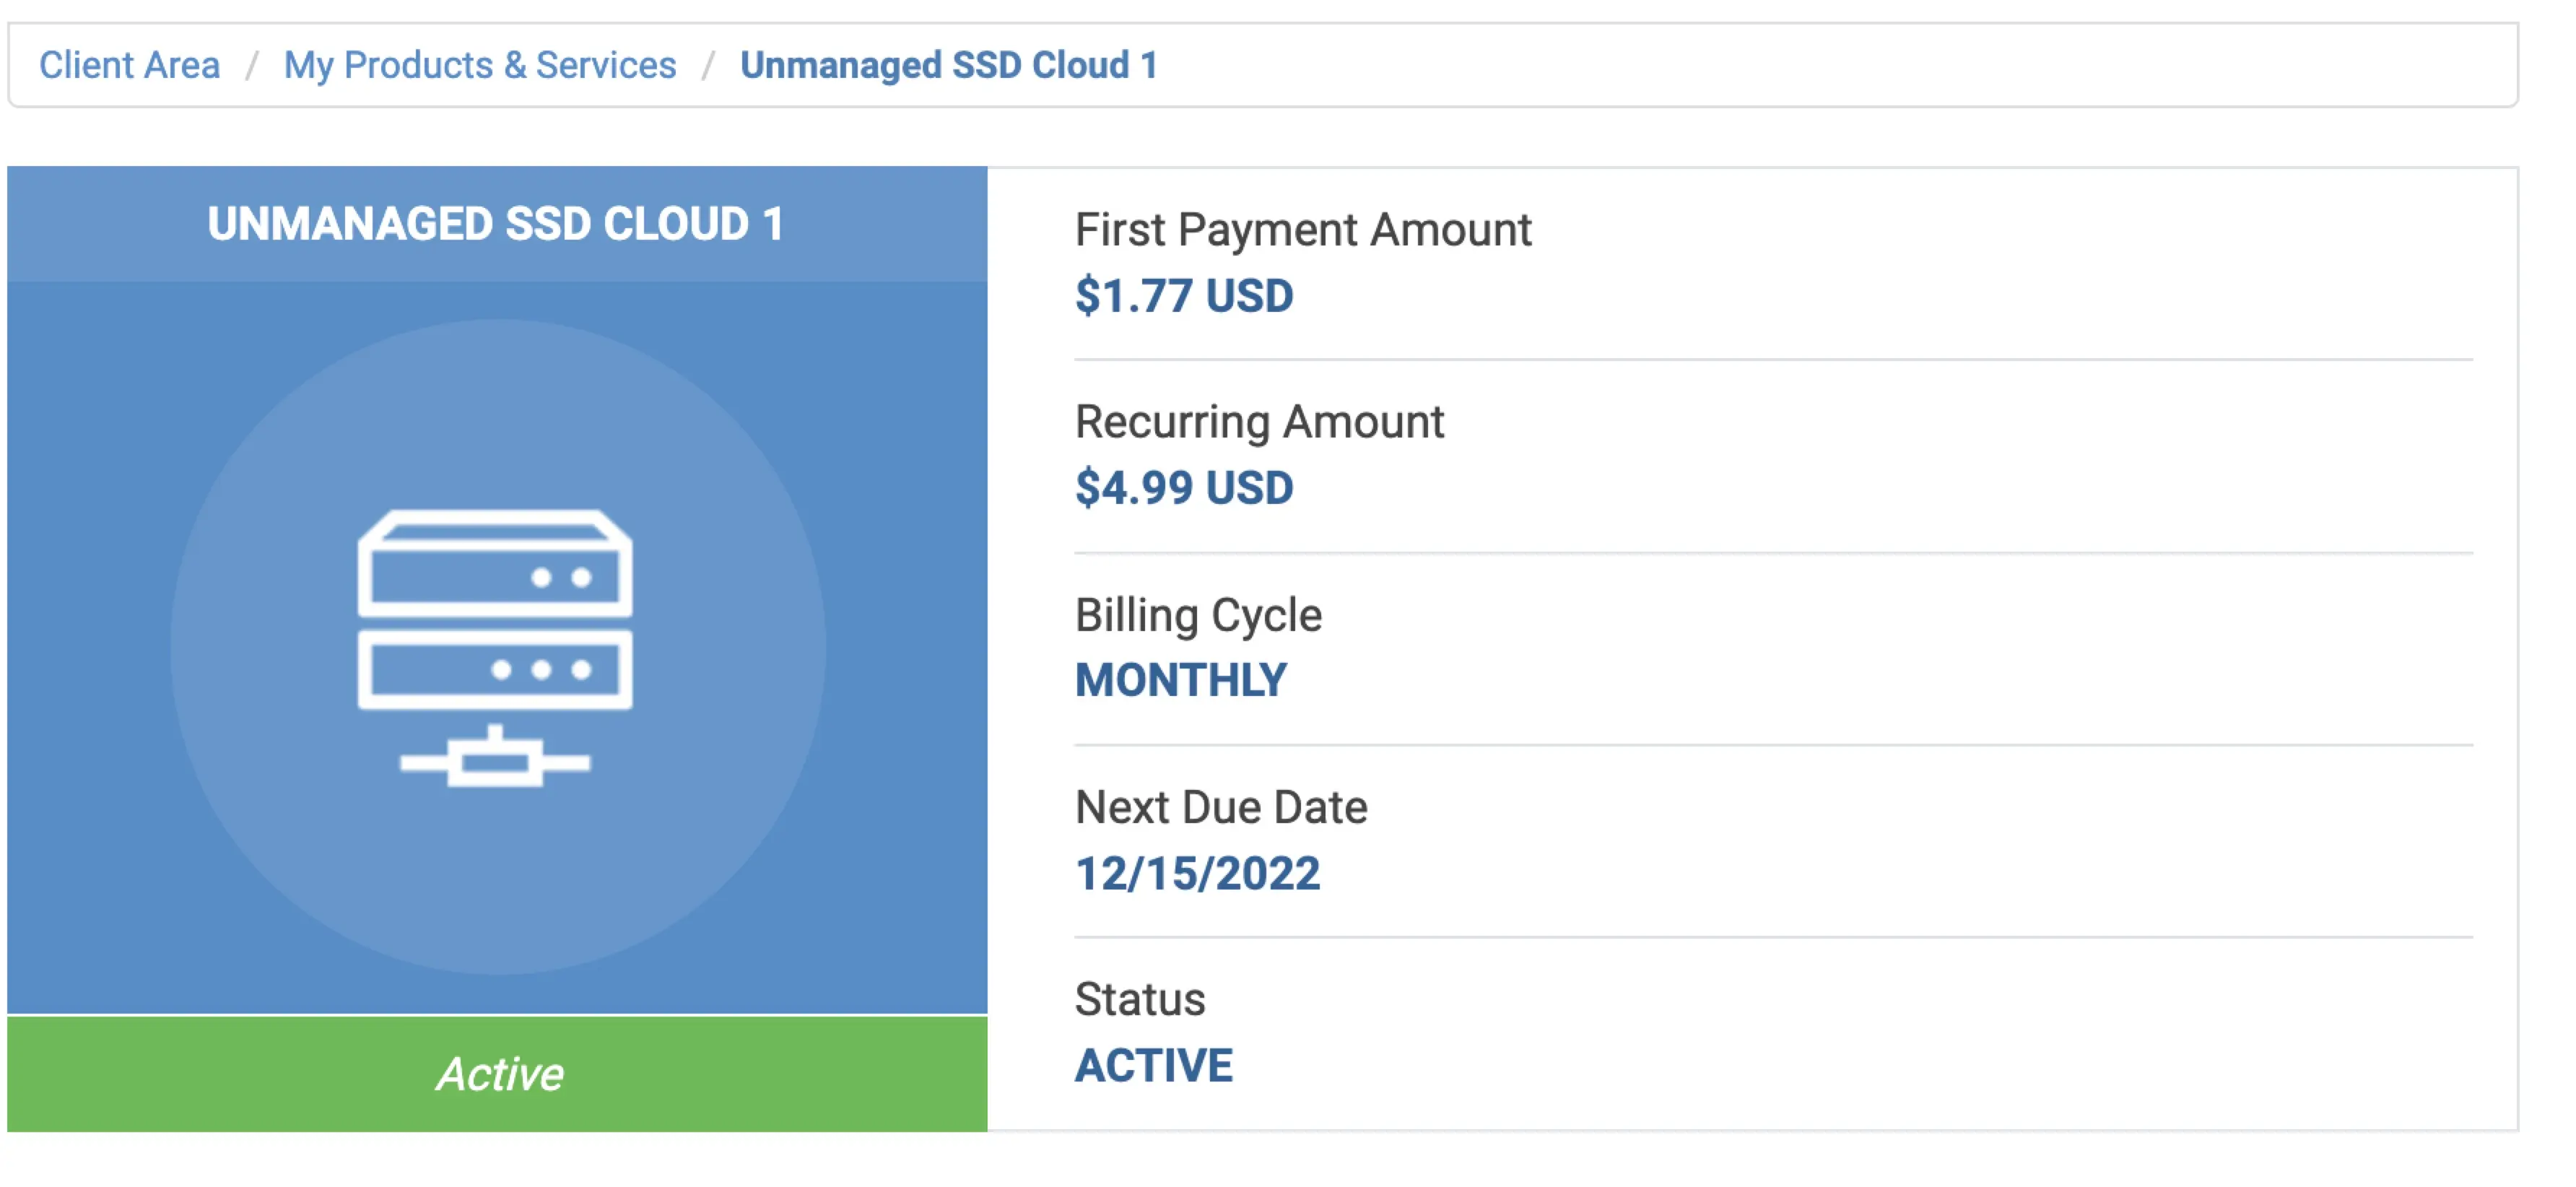 Client Area / My Products & Services / Unmanaged SSD Cloud 1
UNMANAGED SSD CLOUD 1
Active
First Payment Amount
$1.77 USD
Recurring Amount
$4.99 USD
Billing Cycle
MONTHLY
Next Due Date
12/15/2022
Status
ACTIVE